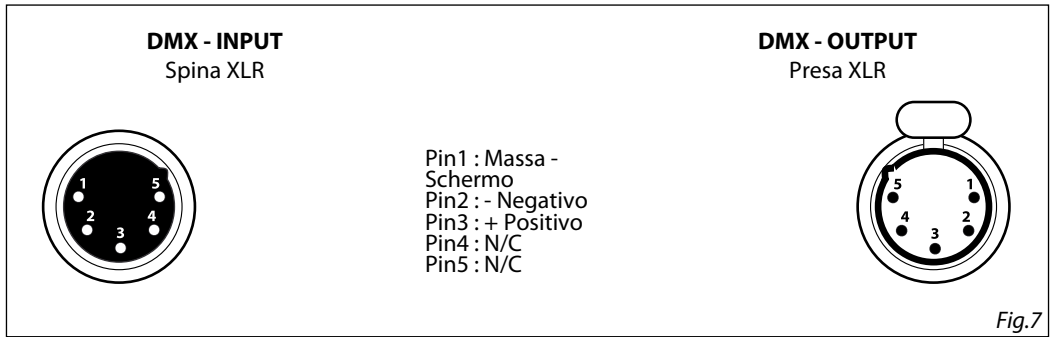 DMX - INPUT
Spina XLR
DMX - OUTPUT
Presa XLR
1
5
2
4
3
Pin1 : Massa -
Schermo
Pin2 : - Negativo
Pin3 : + Positivo
Pin4 : N/C
Pin5 : N/C
5
1
4
2
3
Fig.7